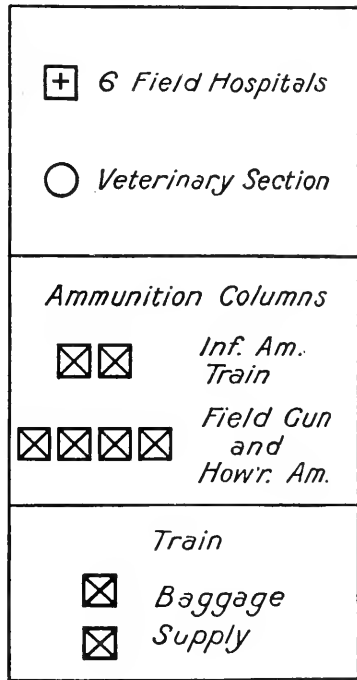 6 Field Hospitals
Veterinary Section
Ammunition Columns
Inf. Am.
Train
Field Gun
and
How'r. Am.
Train
Baggage
Supply